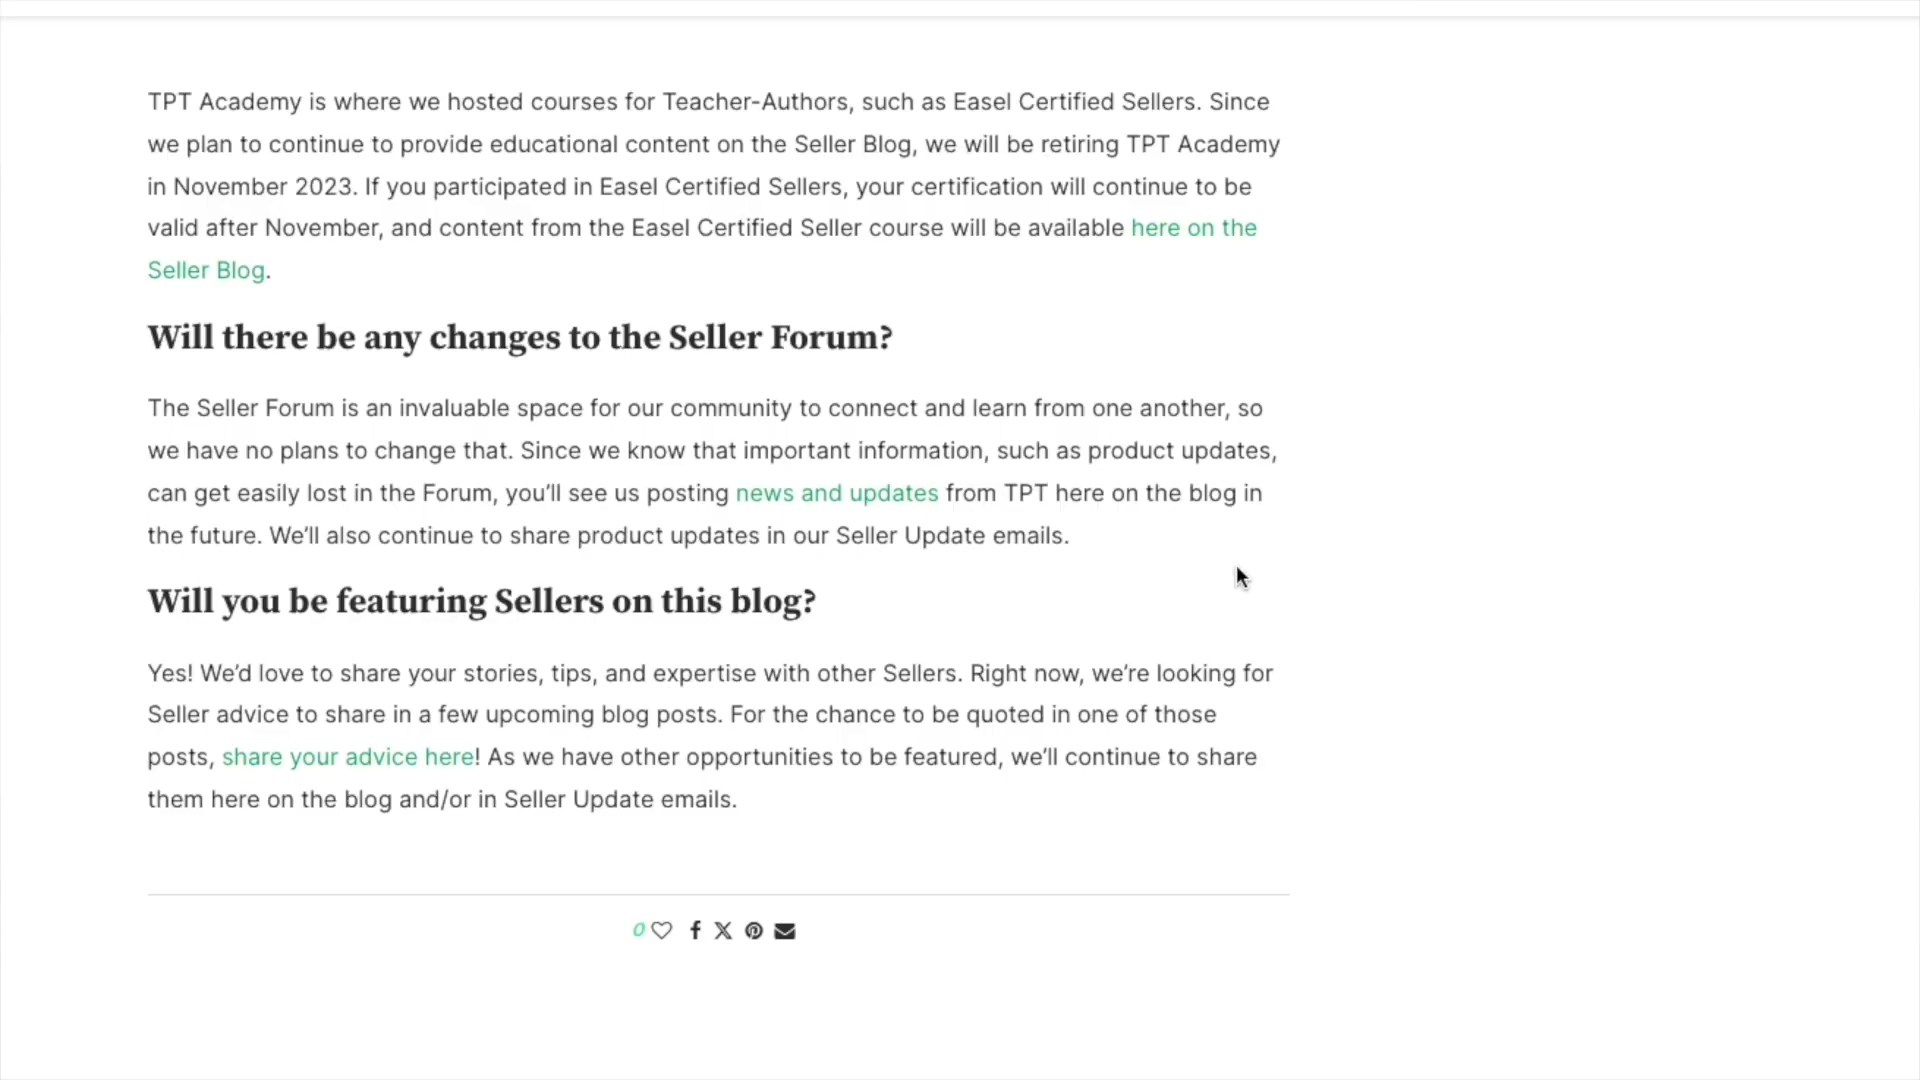 TPT Academy is where we hosted courses for Teacher-Authors, such as Easel Certified Sellers. Since
we plan to continue to provide educational content on the Seller Blog, we will be retiring TPT Academy
in November 2023. If you participated in Easel Certified Sellers, your certification will continue to be
valid after November, and content from the Easel Certified Seller course will be available here on the
Seller Blog.
Will there be any changes to the Seller Forum?
The Seller Forum is an invaluable space for our community to connect and learn from one another, so
we have no plans to change that. Since we know that important information, such as product updates,
can get easily lost in the Forum, you’ll see us posting news and updates from TPT here on the blog in
the future. We’ll also continue to share product updates in our Seller Update emails.
Will you be featuring Sellers on this blog?
Yes! We’d love to share your stories, tips, and expertise with other Sellers. Right now, we’re looking for
Seller advice to share in a few upcoming blog posts. For the chance to be quoted in one of those
posts, share your advice here! As we have other opportunities to be featured, we’ll continue to share
them here on the blog and/or in Seller Update emails.
0